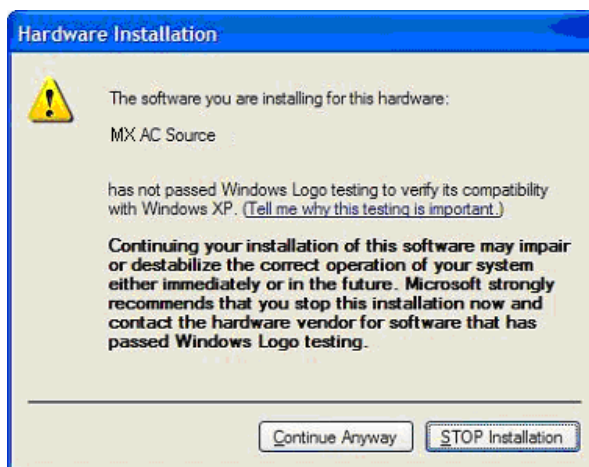 Hardware Installation
The software you are installing for this hardware:
MX AC Source
has not passed Windows Logo testing to verify its compatibility
with Windows XP. (Tell me why this testing is important.)
Continuing your installation of this software may impair
or destabilize the correct operation of your system
either immediately or in the future. Microsoft strongly
recommends that you stop this installation now and
contact the hardware vendor for software that has
passed Windows Logo testing.
Continue Anyway
STOP Installation